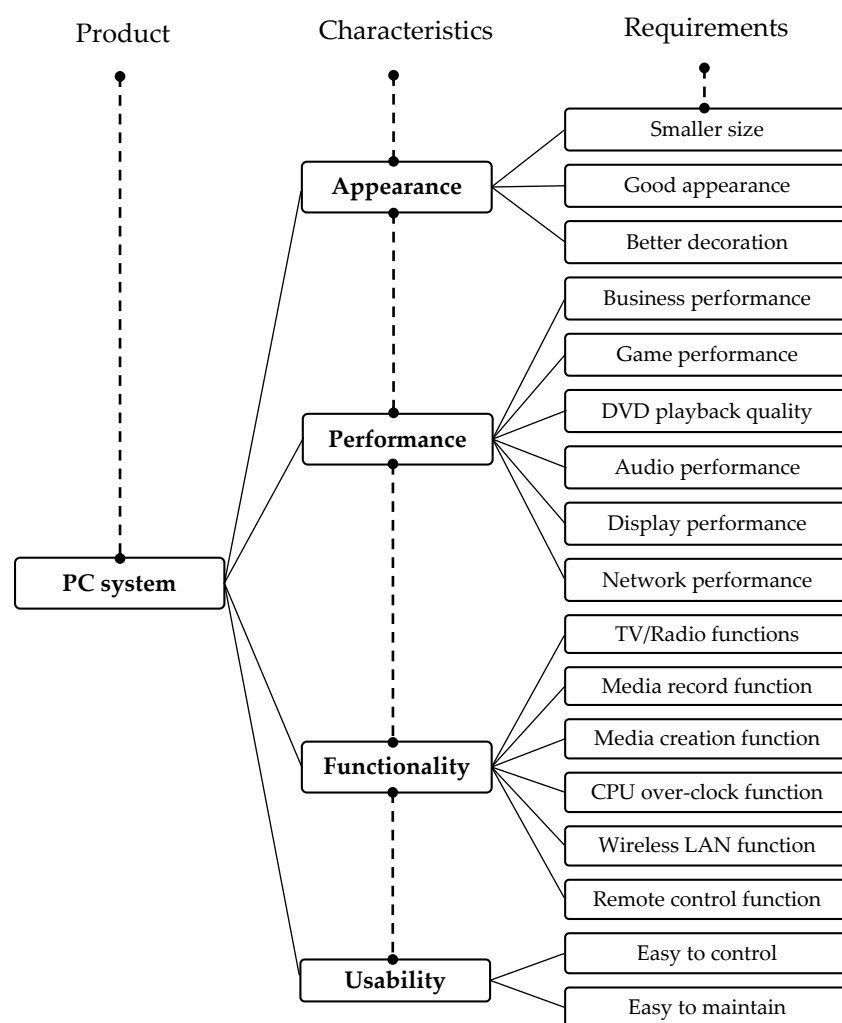 Product
Characteristics
Requirements
Smaller size
Appearance
Good appearance
Better decoration
Business performance
Game performance
DVD playback quality
Performance
Audio performance
Display performance
Network performance
PC system
TV/Radio functions
Media record function
Media creation function
Functionality
CPU over-clock function
Wireless LAN function
Remote control function
Easy to control
Usability
Easy to maintain